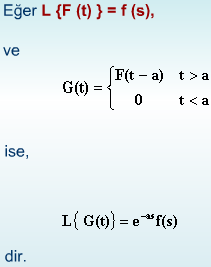 Eğer L {F (t) } = f (s),
ve
G(t) = { F(t − a) t > a
0 t < a
ise,
L{ G(t)} = e^−as f(s)
dir.